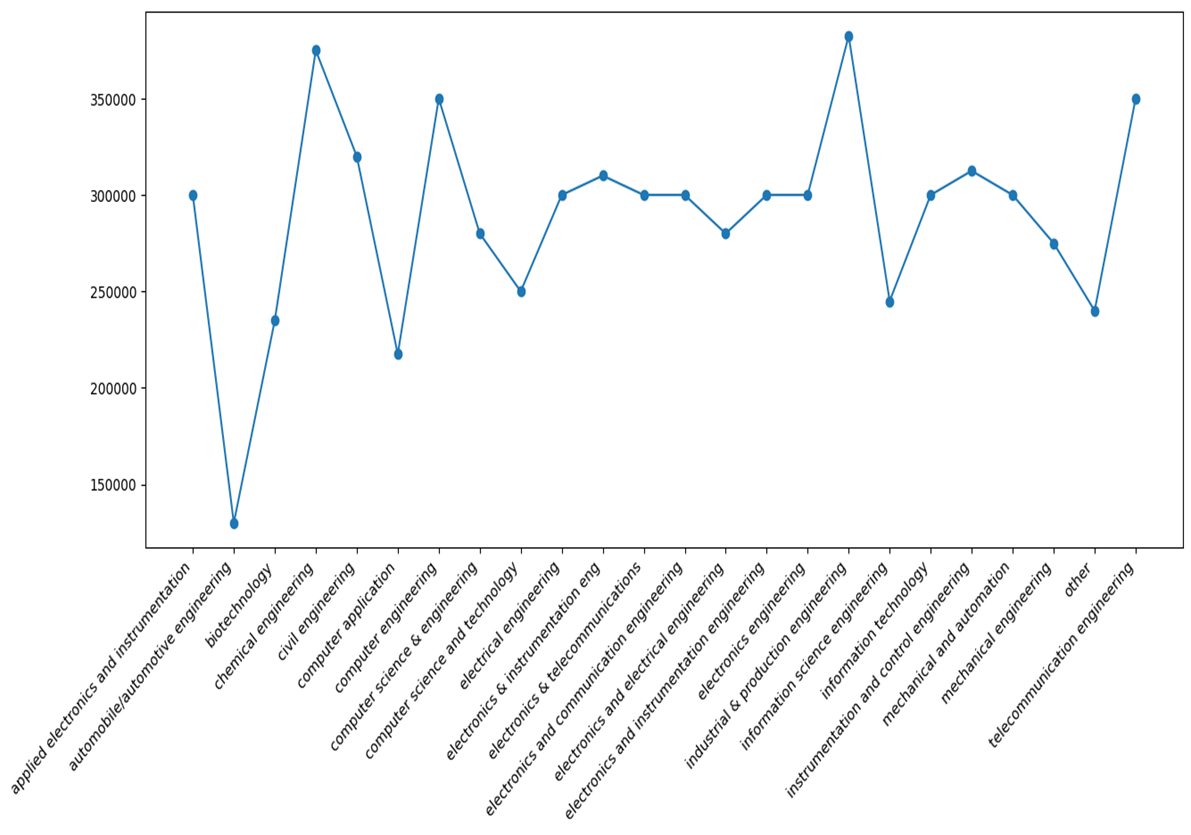 350000
300000
250000
200000
150000
applied electronics and instrumentation
automobile/automotive engineering
biotechnology
chemical engineering
civil engineering
computer application
computer engineering
computer science & engineering
computer science and technology
electrical engineering
electronics & instrumentation eng
electronics & telecommunications
electronics and communication engineering
electronics and electrical engineering
electronics and instrumentation engineering
electronics engineering
industrial & production engineering
information science engineering
information technology
instrumentation and control engineering
mechanical and automation
mechanical engineering
other
telecommunication engineering